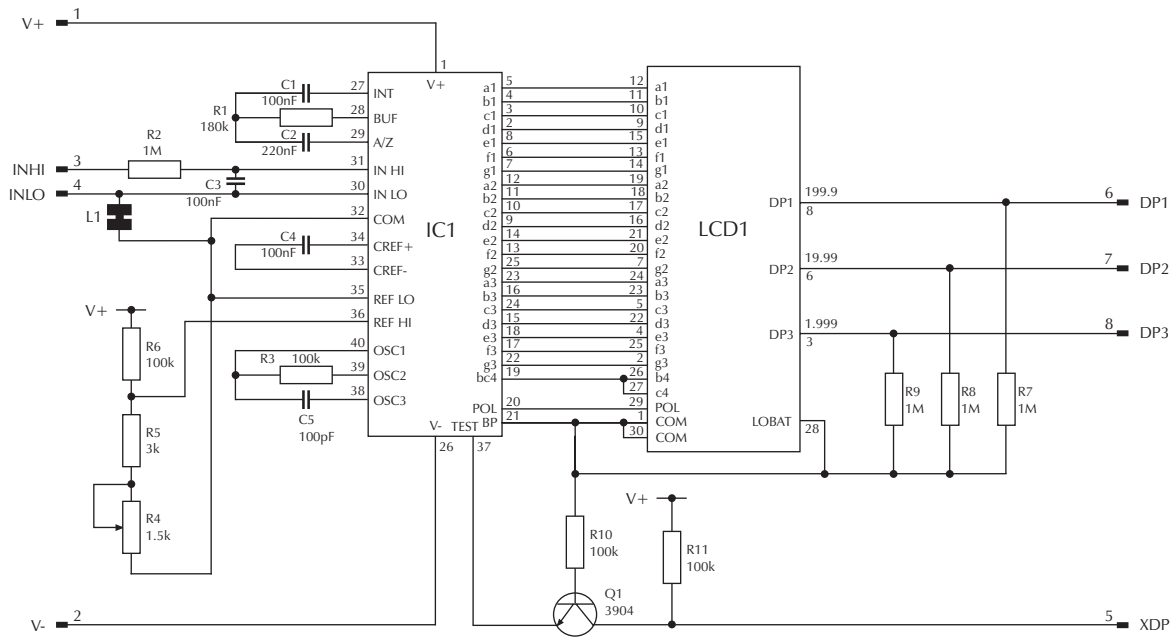 V+ 1
1
V+
INHI 3
INLO 4
R2
1M
C3
100nF
L1
C1
100nF
R1
180k
C2
220nF
C4
100nF
V+
R6
100k
R5
3k
R4
1.5k
R3 100k
C5
100pF
V- 2
27 INT
28 BUF
29 A/Z
31 IN HI
30 IN LO
32 COM
34 CREF+
33 CREF-
35 REF LO
36 REF HI
40 OSC1
39 OSC2
38 OSC3
IC1
V- TEST
26 37
a1 5 12 a1
b1 4 11 b1
c1 3 10 c1
d1 2 9 d1
e1 8 15 e1
f1 6 13 f1
g1 7 14 g1
a2 12 19 a2
b2 11 18 b2
c2 10 17 c2
d2 9 16 d2
e2 14 21 e2
f2 13 20 f2
g2 25 7 g2
a3 23 24 a3
b3 16 23 b3
c3 24 5 c3
d3 15 22 d3
e3 18 4 e3
f3 17 25 f3
g3 22 2 g3
bc4 19 26 b4
27 c4
POL 20 29 POL
BP 21 1 COM
30 COM
LCD1
DP1 199.9
8
DP2 19.99
6
DP3 1.999
3
LOBAT 28
6 DP1
7 DP2
8 DP3
R9
1M
R8
1M
R7
1M
R10
100k
V+
R11
100k
Q1
3904
5 XDP